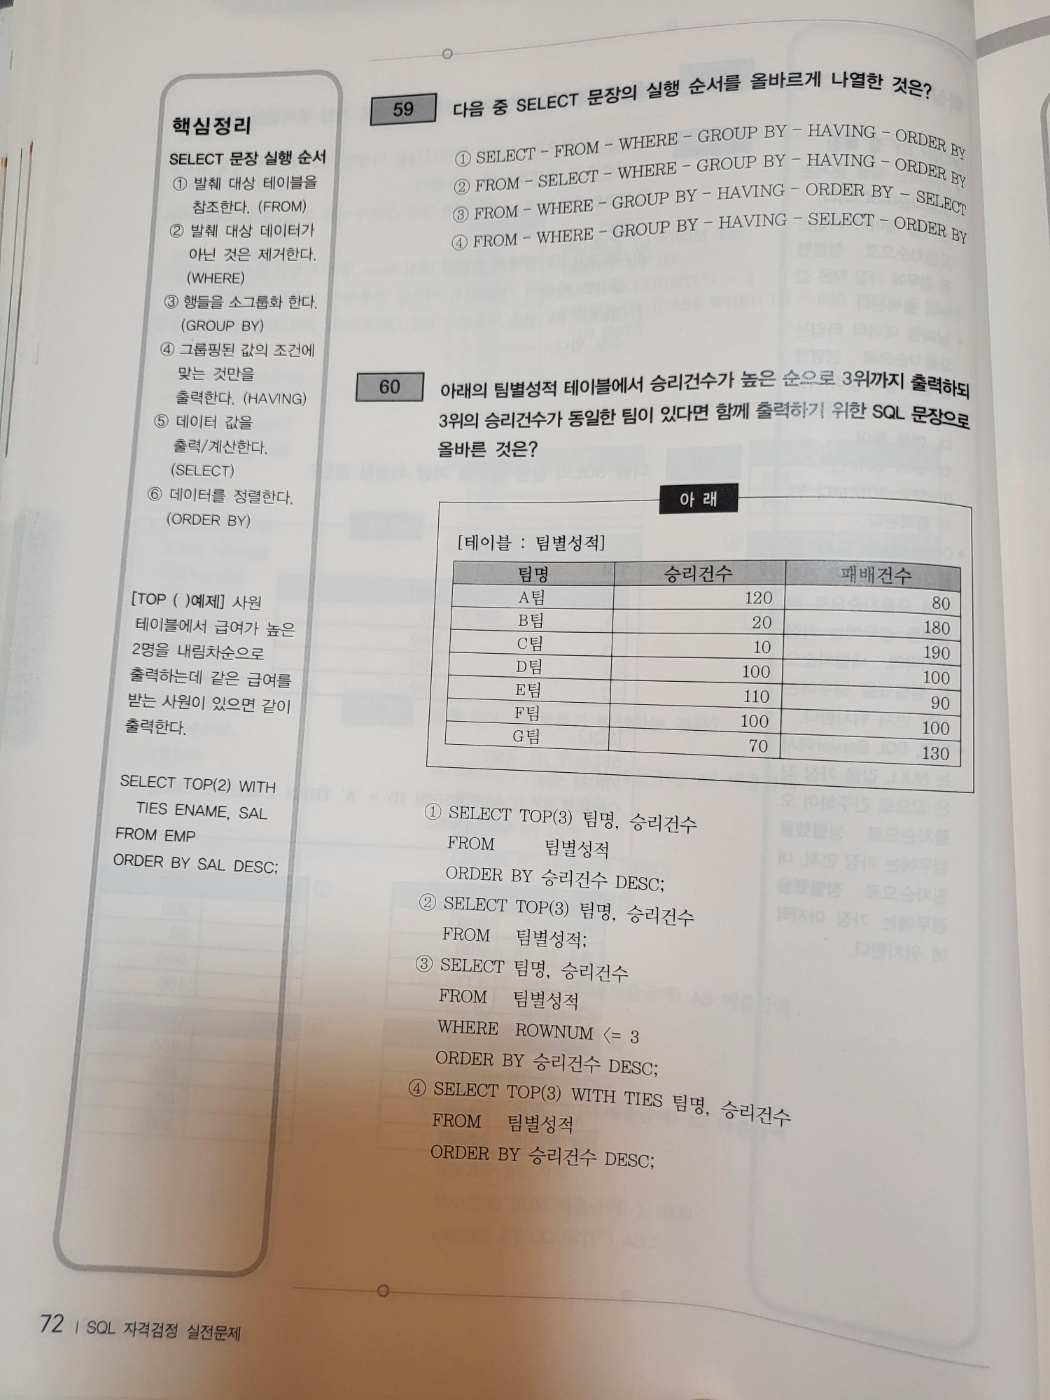 핵심정리
SELECT 문장 실행 순서
① 발췌 대상 테이블을
참조한다. (FROM)
② 발췌 대상 데이터가
아닌 것은 제거한다.
(WHERE)
③ 행들을 소그룹화 한다.
(GROUP BY)
④ 그룹핑된 값의 조건에
맞는 것만을
출력한다. (HAVING)
⑤ 데이터 값을
출력/계산한다.
(SELECT)
⑥ 데이터를 정렬한다.
(ORDER BY)
[TOP ( )예제] 사원
테이블에서 급여가 높은
2명을 내림차순으로
출력하는데 같은 급여를
받는 사원이 있으면 같이
출력한다.
SELECT TOP(2) WITH
TIES ENAME, SAL
FROM EMP
ORDER BY SAL DESC;
59 다음 중 SELECT 문장의 실행 순서를 올바르게 나열한 것은?
① SELECT - FROM - WHERE - GROUP BY - HAVING - ORDER BY
② FROM - SELECT - WHERE - GROUP BY - HAVING - ORDER BY
③ FROM - WHERE - GROUP BY - HAVING - ORDER BY - SELECT
④ FROM - WHERE - GROUP BY - HAVING - SELECT - ORDER BY
60 아래의 팀별성적 테이블에서 승리건수가 높은 순으로 3위까지 출력하되
3위의 승리건수가 동일한 팀이 있다면 함께 출력하기 위한 SQL 문장으로
올바른 것은?
아 래
[테이블 : 팀별성적]
팀명 승리건수 패배건수
A팀 120 80
B팀 20 180
C팀 10 190
D팀 100 100
E팀 110 90
F팀 100 100
G팀 70 130
① SELECT TOP(3) 팀명, 승리건수
FROM 팀별성적
ORDER BY 승리건수 DESC;
② SELECT TOP(3) 팀명, 승리건수
FROM 팀별성적;
③ SELECT 팀명, 승리건수
FROM 팀별성적
WHERE ROWNUM <= 3
ORDER BY 승리건수 DESC;
④ SELECT TOP(3) WITH TIES 팀명, 승리건수
FROM 팀별성적
ORDER BY 승리건수 DESC;
72 | SQL 자격검정 실전문제